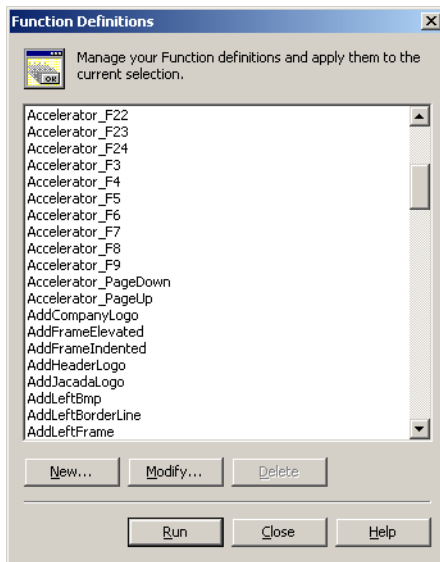 Function Definitions
Manage your Function definitions and apply them to the
current selection.
OK
Accelerator_F22
Accelerator_F23
Accelerator_F24
Accelerator_F3
Accelerator_F4
Accelerator_F5
Accelerator_F6
Accelerator_F7
Accelerator_F8
Accelerator_F9
Accelerator_PageDown
Accelerator_PageUp
AddCompanyLogo
AddFrameElevated
AddFrameIndented
AddHeaderLogo
AddJacadaLogo
AddLeftBmp
AddLeftBorderLine
AddLeftFrame
New... Modify... Delete
Run Close Help